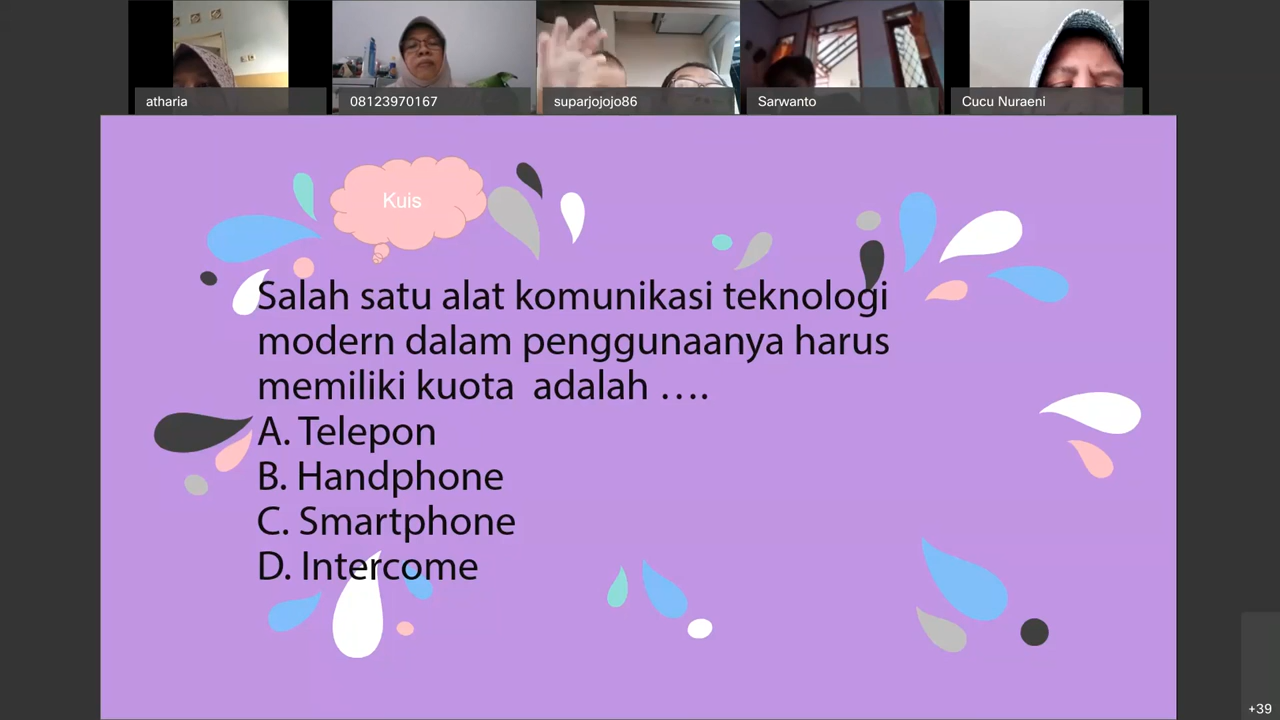 atharia
08123970167
suparjojojo86
Sarwanto
Cucu Nuraeni
Kuis
Salah satu alat komunikasi teknologi
modern dalam penggunaanya harus
memiliki kuota  adalah ….
A. Telepon
B. Handphone
C. Smartphone
D. Intercome
+39